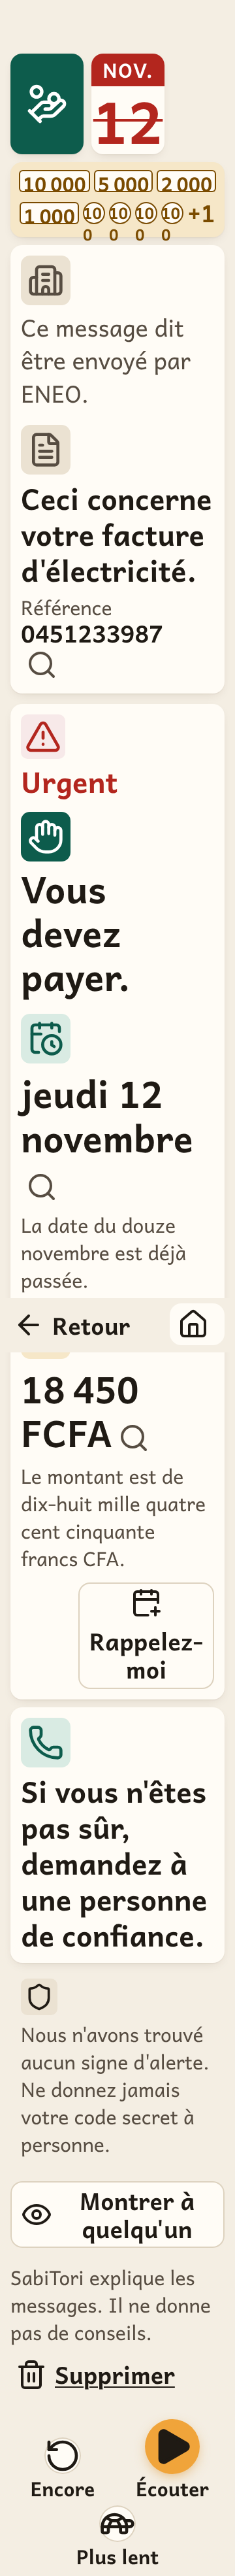 NOV.
12
10 000 5 000 2 000
1 000 100 100 100 100 +1
Ce message dit
être envoyé par
ENEO.
Ceci concerne
votre facture
d'électricité.
Référence
0451233987
Urgent
Vous
devez
payer.
jeudi 12
novembre
La date du douze
novembre est déjà
passée.
Retour
18 450
FCFA
Le montant est de
dix-huit mille quatre
cent cinquante
francs CFA.
Rappelez-
moi
Si vous n'êtes
pas sûr,
demandez à
une personne
de confiance.
Nous n'avons trouvé
aucun signe d'alerte.
Ne donnez jamais
votre code secret à
personne.
Montrer à
quelqu'un
SabiTori explique les
messages. Il ne donne
pas de conseils.
Supprimer
Encore
Écouter
Plus lent